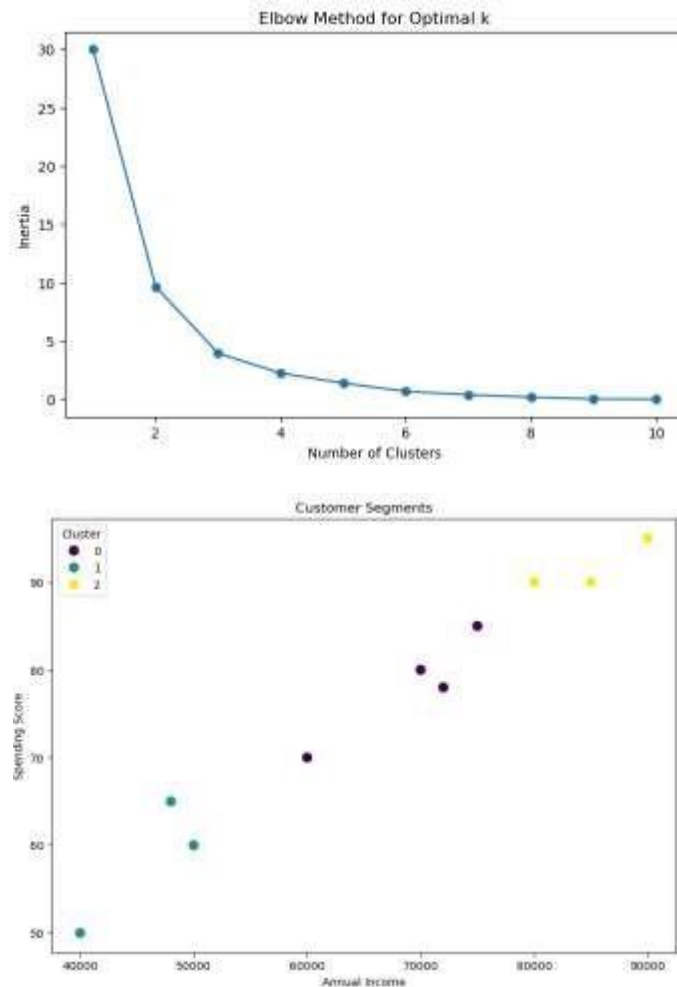 Elbow Method for Optimal k
30
25
20
15
10
5
0
Inertia
2 4 6 8 10
Number of Clusters
Customer Segments
Cluster
0
1
2
90
80
70
60
50
Spending Score
40000 50000 60000 70000 80000 90000
Annual Income